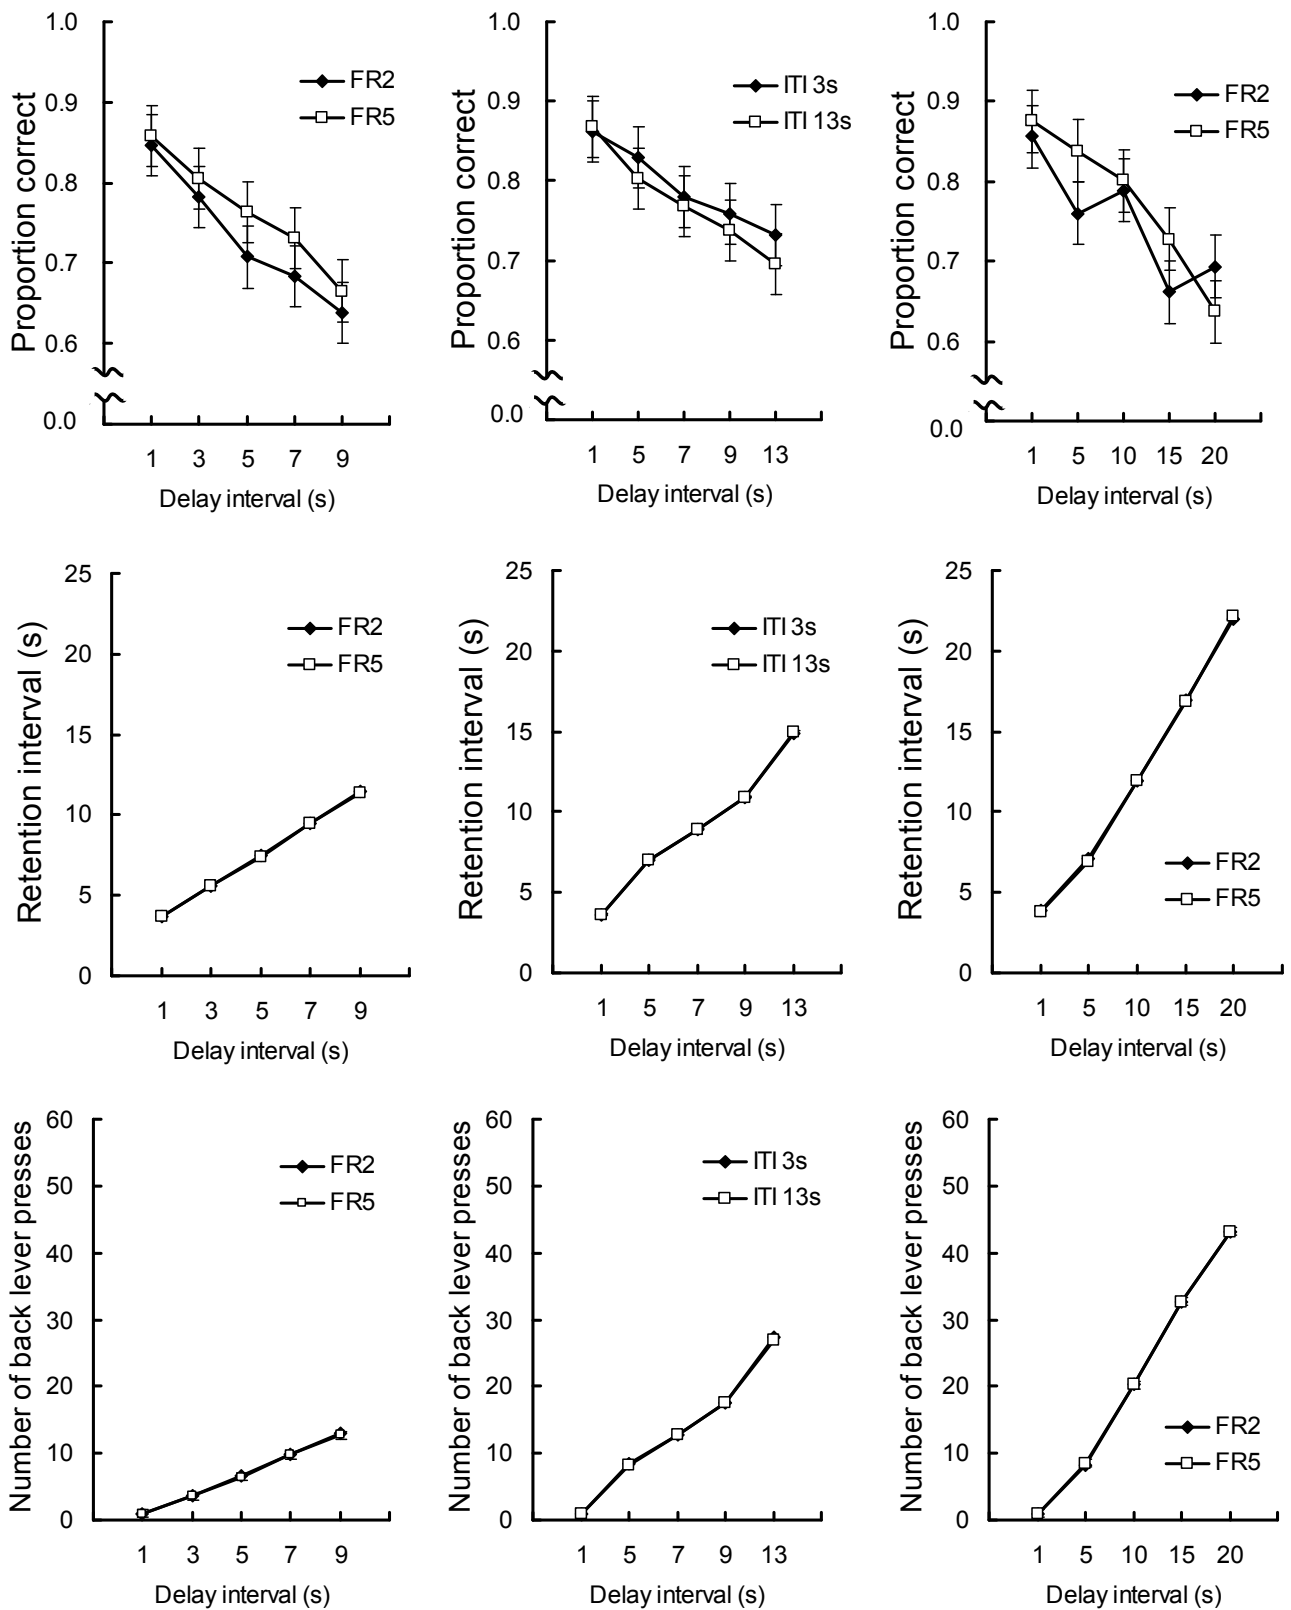 Proportion correct
1.0
0.9
0.8
0.7
0.6
0.0
FR2
FR5
1 3 5 7 9
Delay interval (s)
Proportion correct
1.0
0.9
0.8
0.7
0.6
0.0
ITI 3s
ITI 13s
1 5 7 9 13
Delay interval (s)
Proportion correct
1.0
0.9
0.8
0.7
0.6
0.0
FR2
FR5
1 5 10 15 20
Delay interval (s)
Retention interval (s)
25
20
15
10
5
0
FR2
FR5
1 3 5 7 9
Delay interval (s)
Retention interval (s)
25
20
15
10
5
0
ITI 3s
ITI 13s
1 5 7 9 13
Delay interval (s)
Retention interval (s)
25
20
15
10
5
0
FR2
FR5
1 5 10 15 20
Delay interval (s)
Number of back lever presses
60
50
40
30
20
10
0
FR2
FR5
1 3 5 7 9
Delay interval (s)
Number of back lever presses
60
50
40
30
20
10
0
ITI 3s
ITI 13s
1 5 7 9 13
Delay interval (s)
Number of back lever presses
60
50
40
30
20
10
0
FR2
FR5
1 5 10 15 20
Delay interval (s)